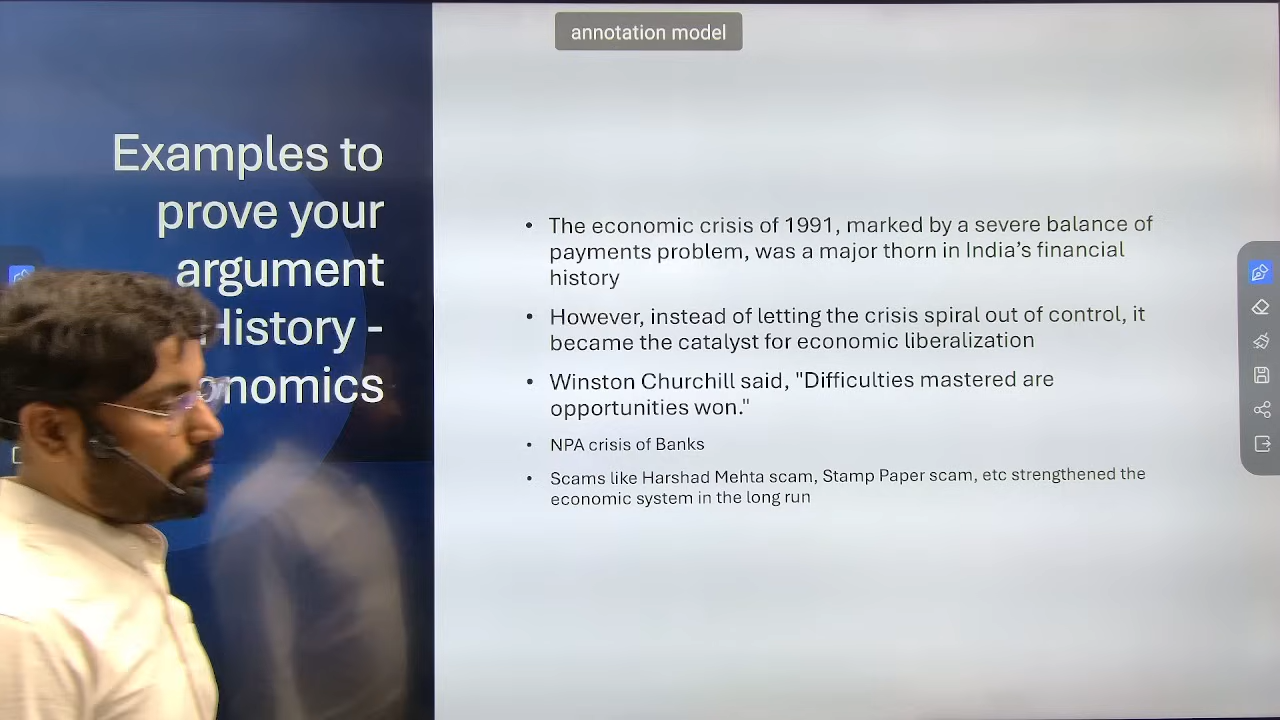 annotation model
Examples to
prove your
argument
History -
onomics
• The economic crisis of 1991, marked by a severe balance of
payments problem, was a major thorn in India’s financial
history
• However, instead of letting the crisis spiral out of control, it
became the catalyst for economic liberalization
• Winston Churchill said, "Difficulties mastered are
opportunities won."
• NPA crisis of Banks
• Scams like Harshad Mehta scam, Stamp Paper scam, etc strengthened the
economic system in the long run